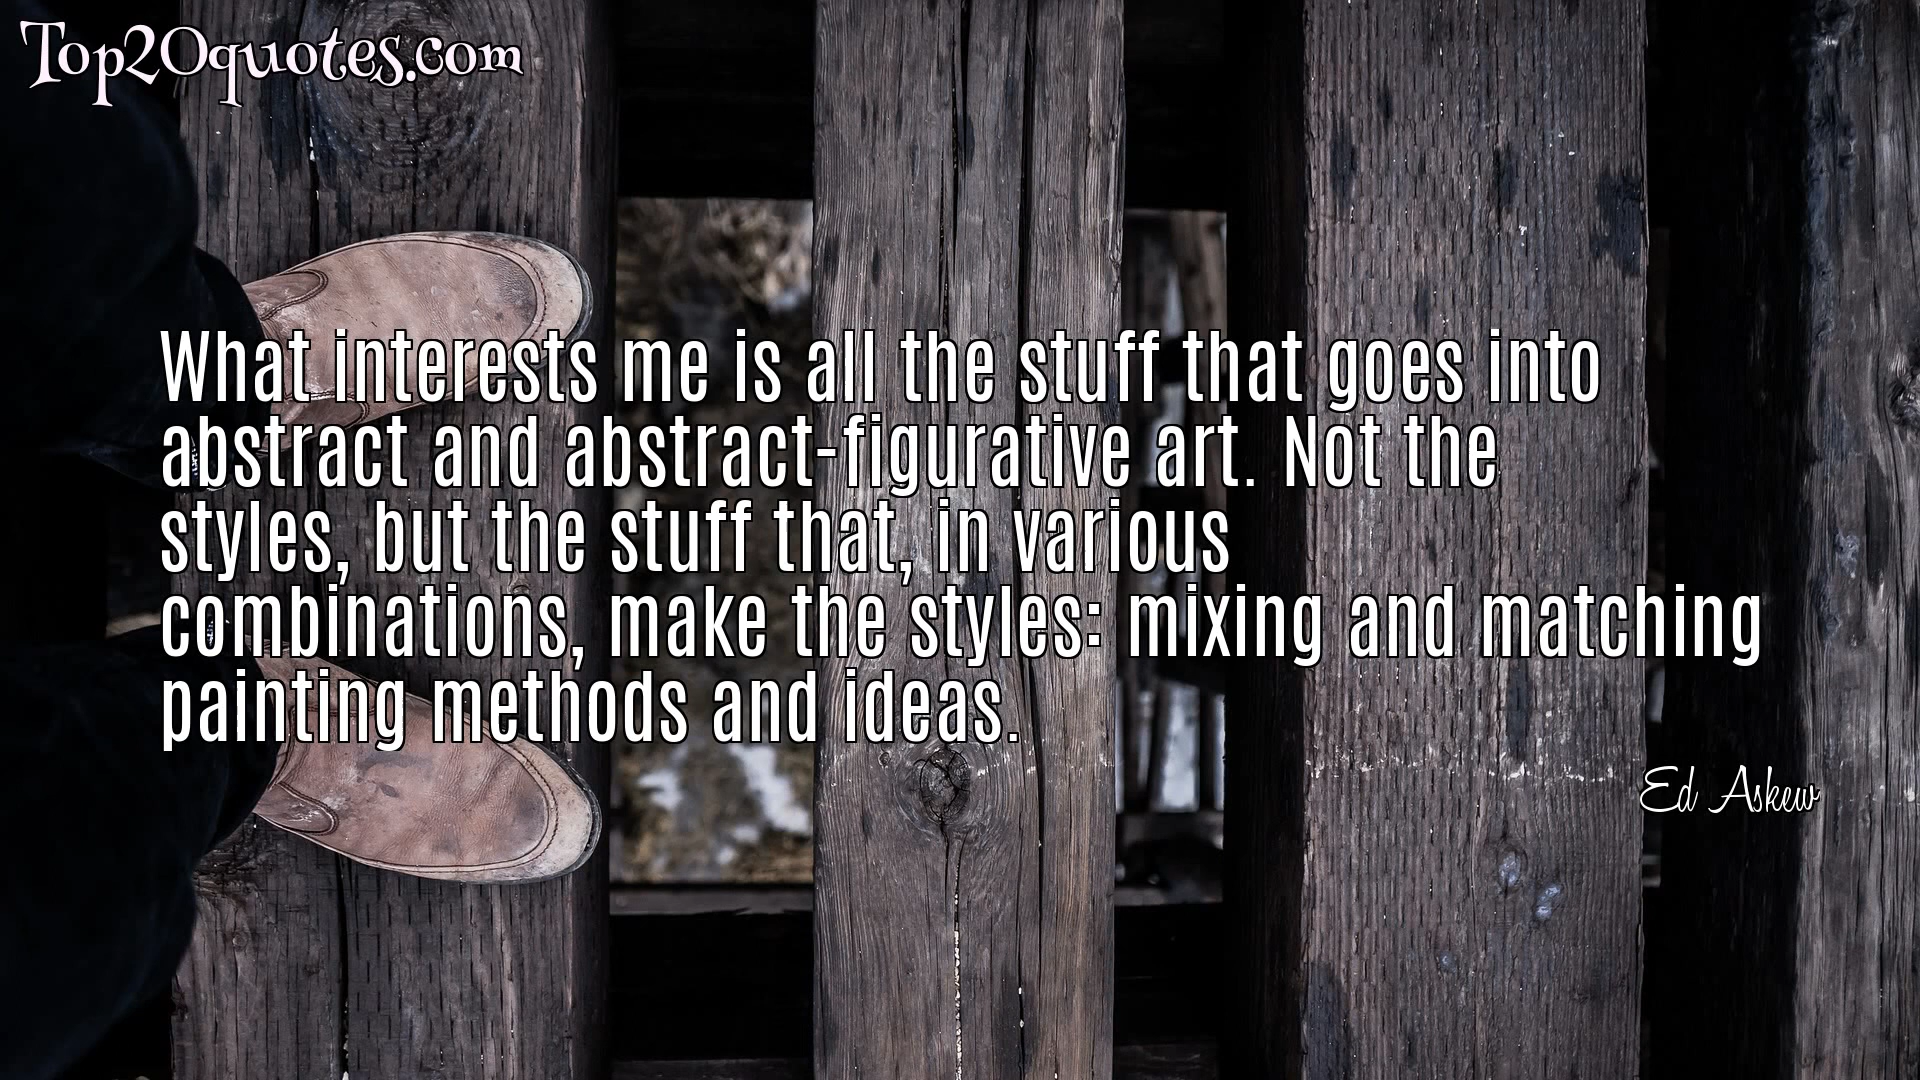 Top20quotes.com
What interests me is all the stuff that goes into
abstract and abstract-figurative art. Not the
styles, but the stuff that, in various
combinations, make the styles: mixing and matching
painting methods and ideas.
Ed Askew